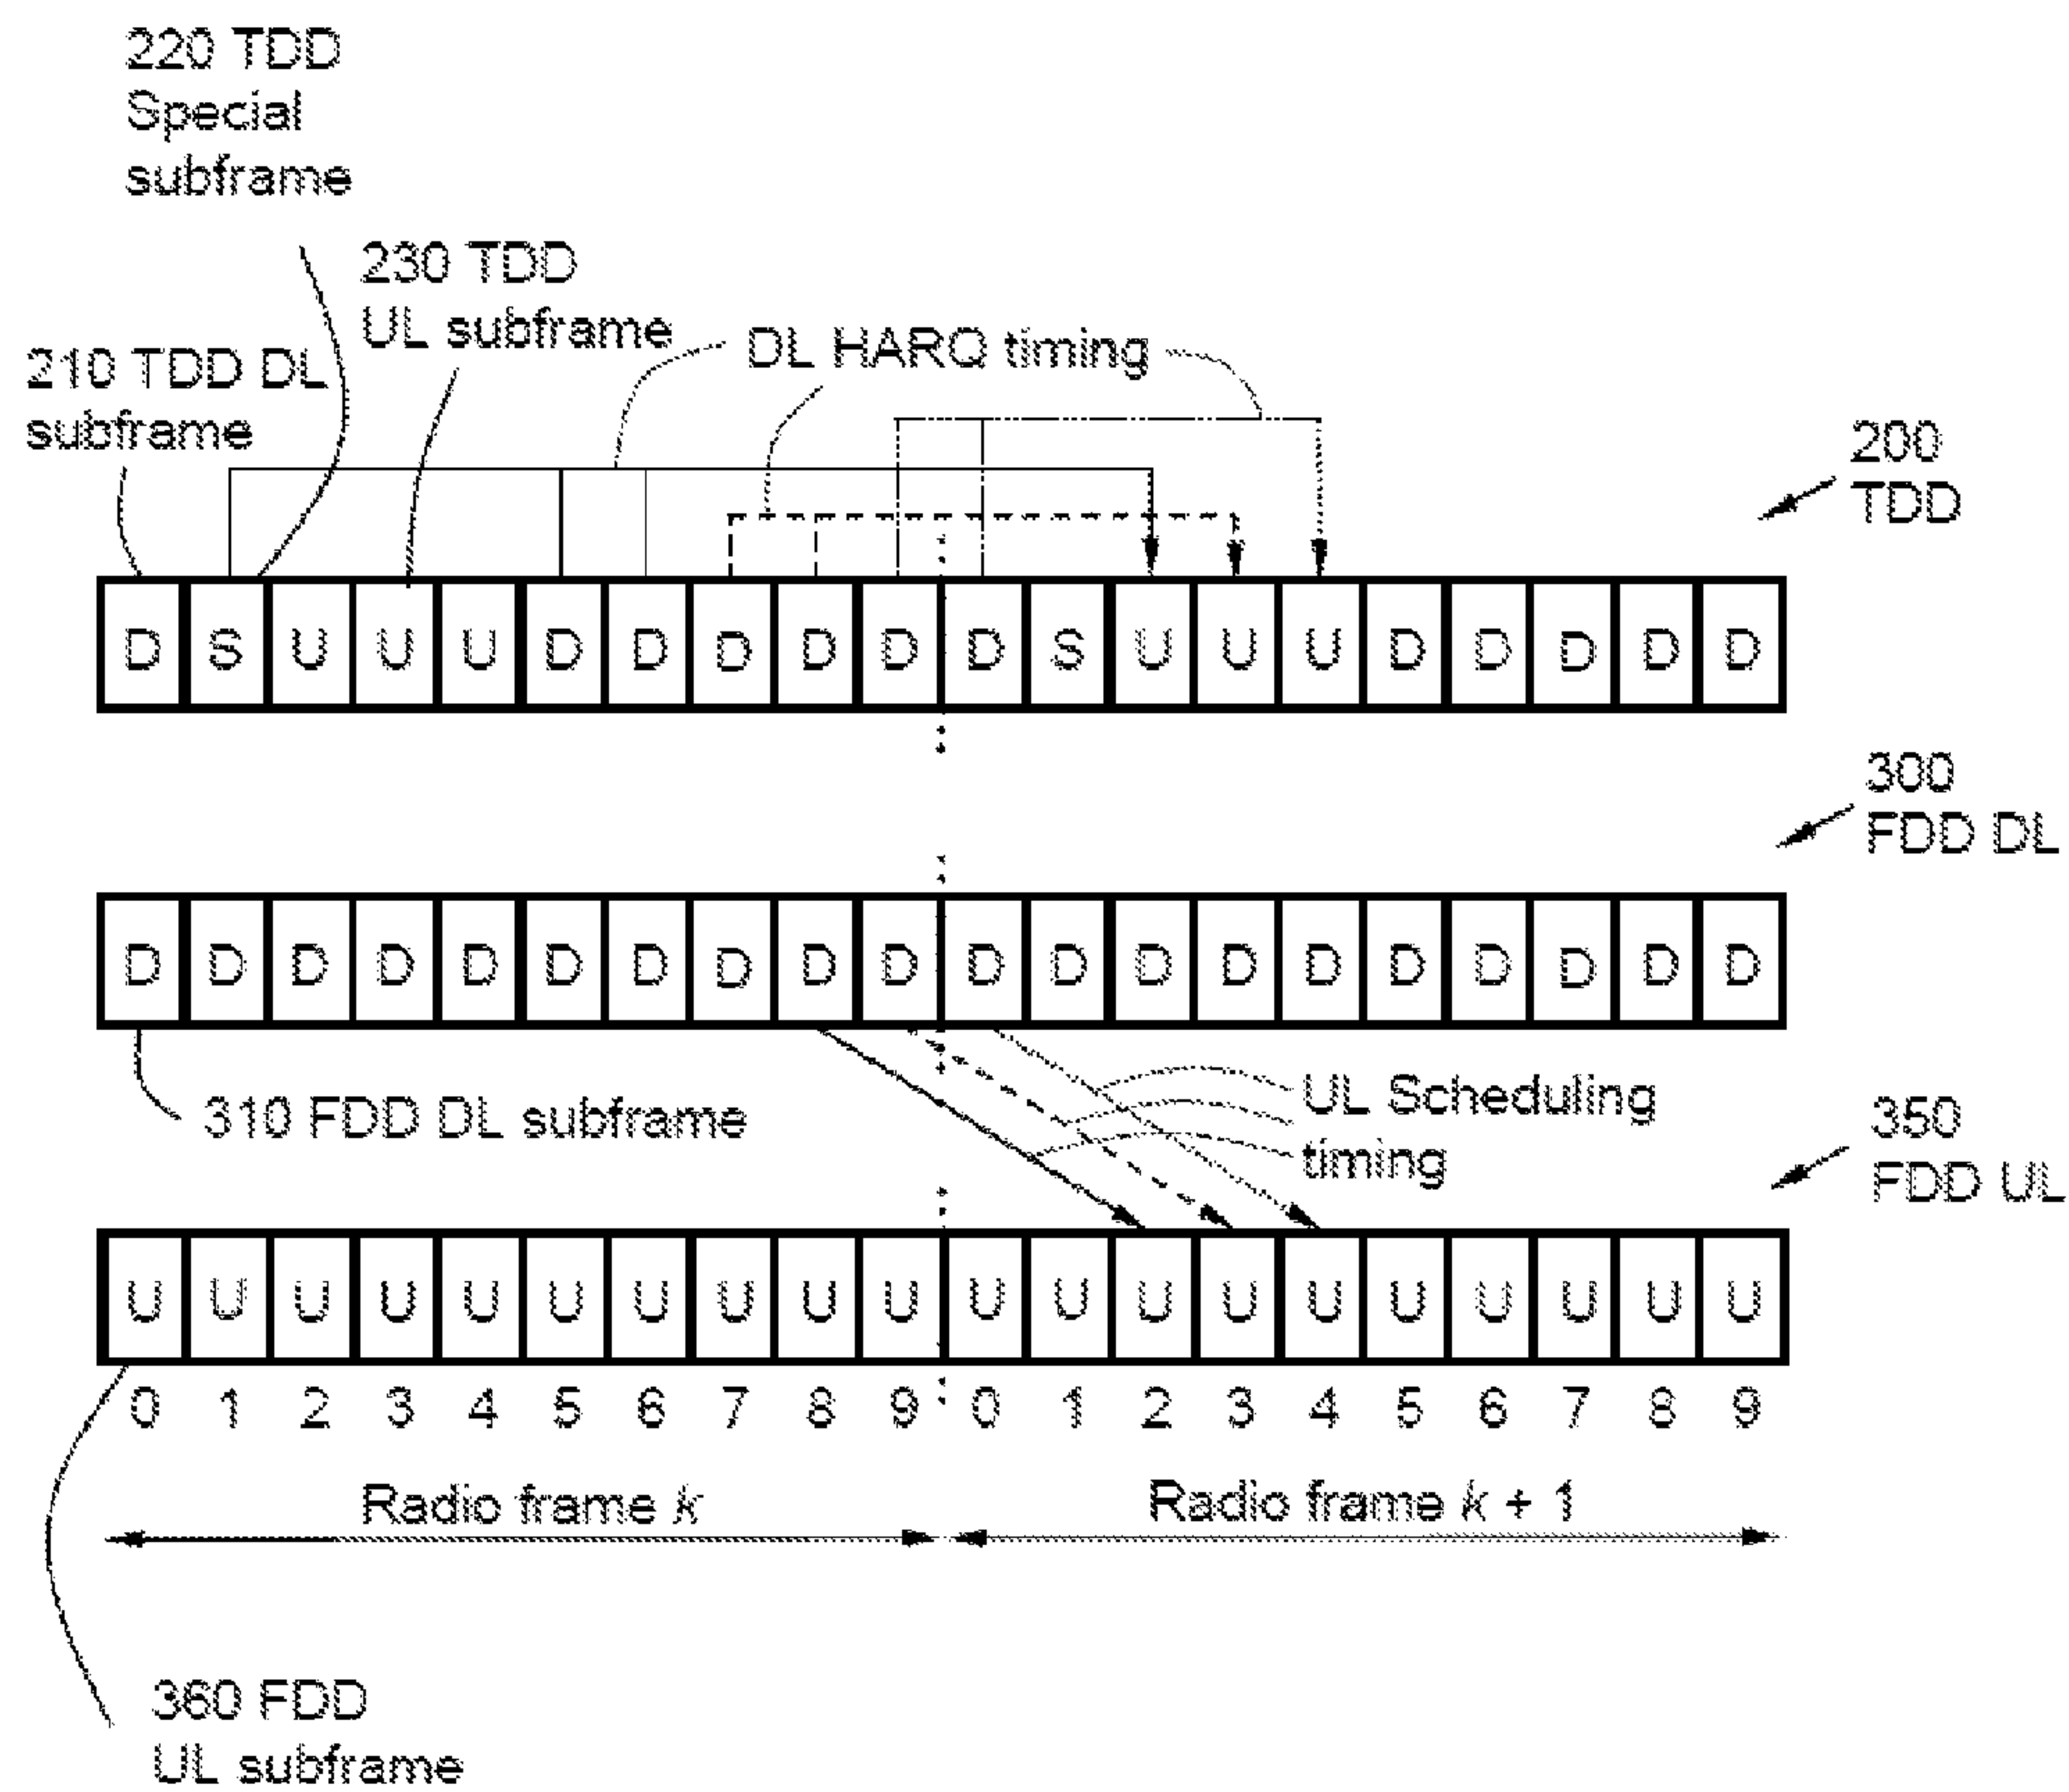 220 TDD
Special
subframe
230 TDD
UL subframe
DL HARQ timing
210 TDD DL
subframe
200
TDD
D S U U U D D D D D D S U U U D D D D D
300
FDD DL
D D D D D D D D D D D D D D D D D D D D
310 FDD DL subframe
UL Scheduling
timing
350
FDD UL
U U U U U U U U U U U U U U U U U U U U
0 1 2 3 4 5 6 7 8 9 0 1 2 3 4 5 6 7 8 9
Radio frame k
Radio frame k + 1
360 FDD
UL subframe